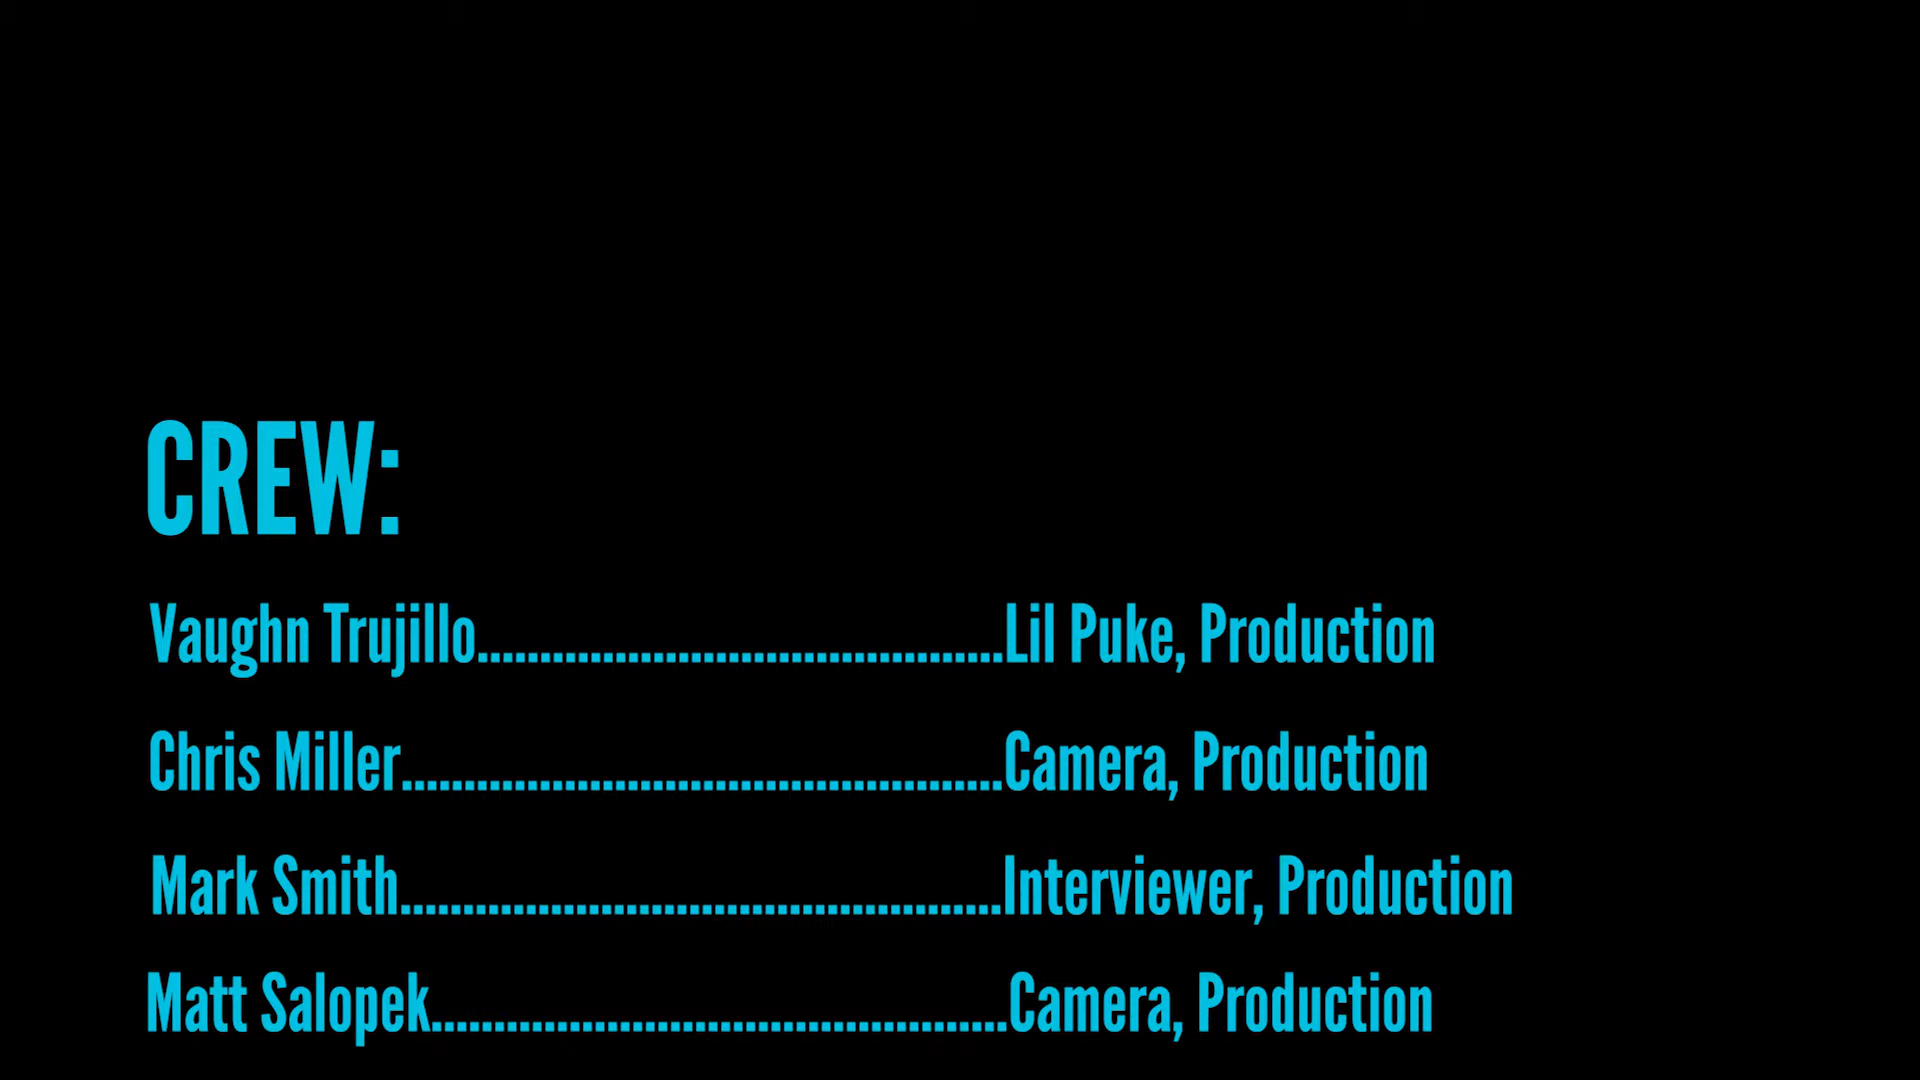 CREW:
Vaughn Trujillo..........................................Lil Puke, Production
Chris Miller................................................Camera, Production
Mark Smith................................................Interviewer, Production
Matt Salopek..............................................Camera, Production